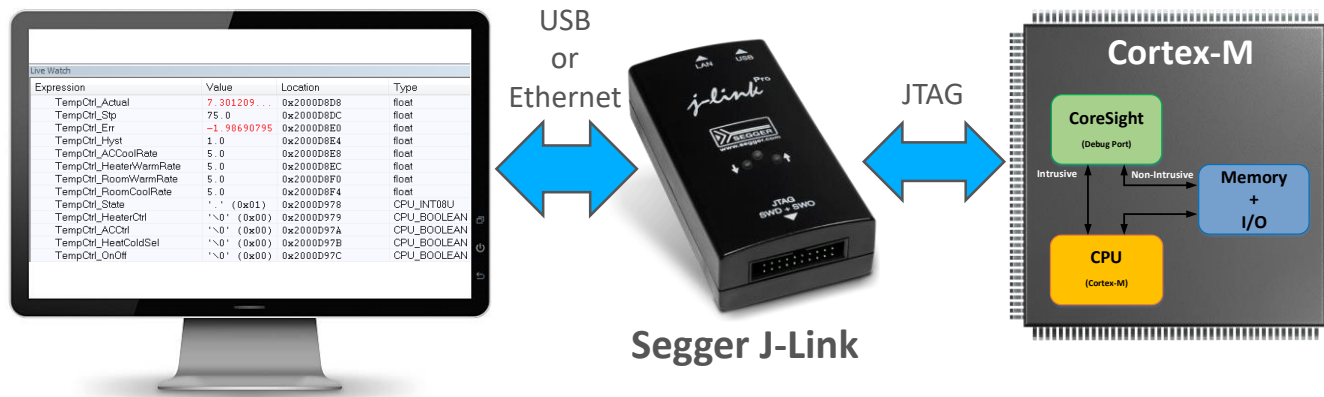 Live Watch
Expression Value Location Type
TempCtrl_Actual 7.301209... 0x2000D8D8 float
TempCtrl_Stp 75.0 0x2000D8DC float
TempCtrl_Err -1.98690795 0x2000D8E0 float
TempCtrl_Hyst 1.0 0x2000D8E4 float
TempCtrl_ACCoolRate 5.0 0x2000D8E8 float
TempCtrl_HeaterWarmRate 5.0 0x2000D8EC float
TempCtrl_RoomWarmRate 5.0 0x2000D8F0 float
TempCtrl_RoomCoolRate 5.0 0x2000D8F4 float
TempCtrl_State '.' (0x01) 0x2000D978 CPU_INT08U
TempCtrl_HeaterCtrl '\0' (0x00) 0x2000D979 CPU_BOOLEAN
TempCtrl_ACCtrl '\0' (0x00) 0x2000D97A CPU_BOOLEAN
TempCtrl_HeatColdSel '\0' (0x00) 0x2000D97B CPU_BOOLEAN
TempCtrl_OnOff '\0' (0x00) 0x2000D97C CPU_BOOLEAN
USB
or
Ethernet
LAN USB
j-link Pro
SEGGER
www.segger.com
JTAG
SWD + SWO
Segger J-Link
JTAG
Cortex-M
CoreSight
(Debug Port)
Intrusive Non-Intrusive
Memory
+
I/O
CPU
(Cortex-M)